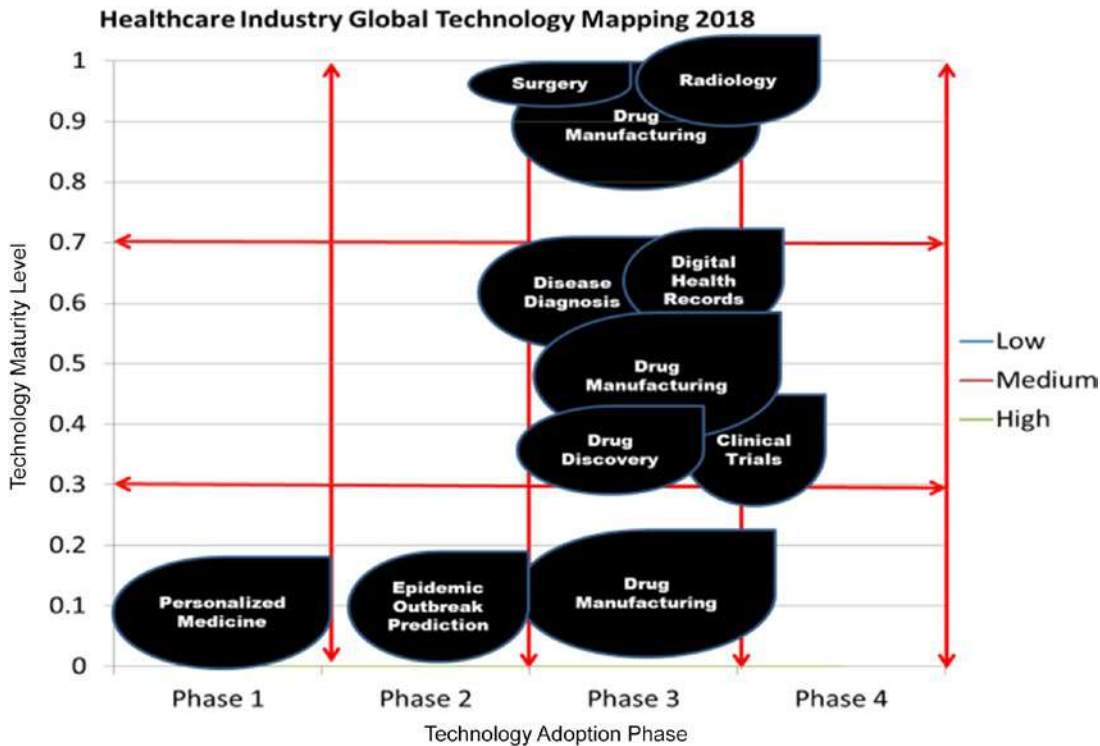 Healthcare Industry Global Technology Mapping 2018
1
0.9
0.8
0.7
0.6
0.5
0.4
0.3
0.2
0.1
0
Technology Maturity Level
Surgery
Radiology
Drug
Manufacturing
Disease
Diagnosis
Digital
Health
Records
Drug
Manufacturing
Drug
Discovery
Clinical
Trials
Personalized
Medicine
Epidemic
Outbreak
Prediction
Drug
Manufacturing
Low
Medium
High
Phase 1
Phase 2
Phase 3
Phase 4
Technology Adoption Phase